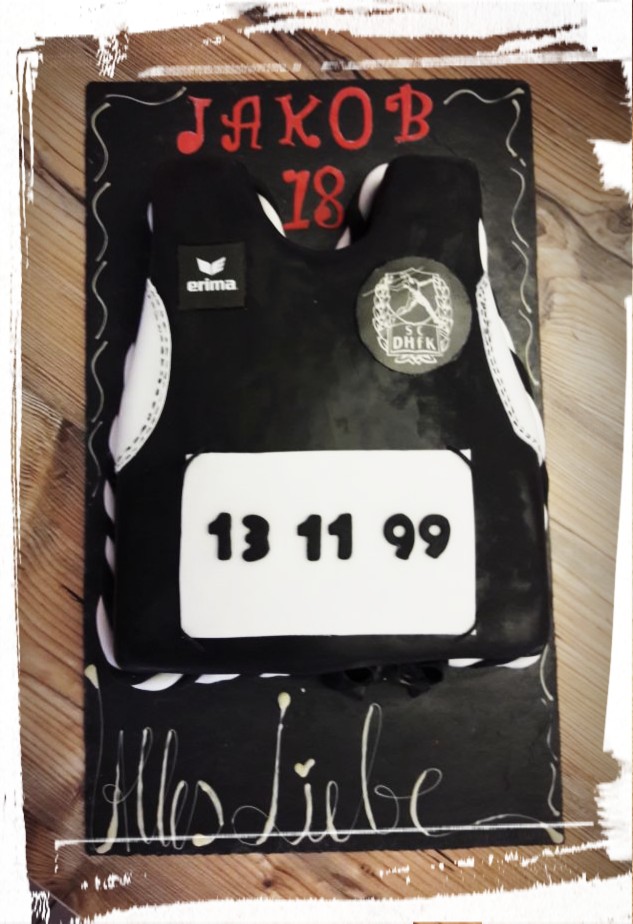 JAKOB
18
erima
SC
DHfK
13 11 99
Alles Liebe